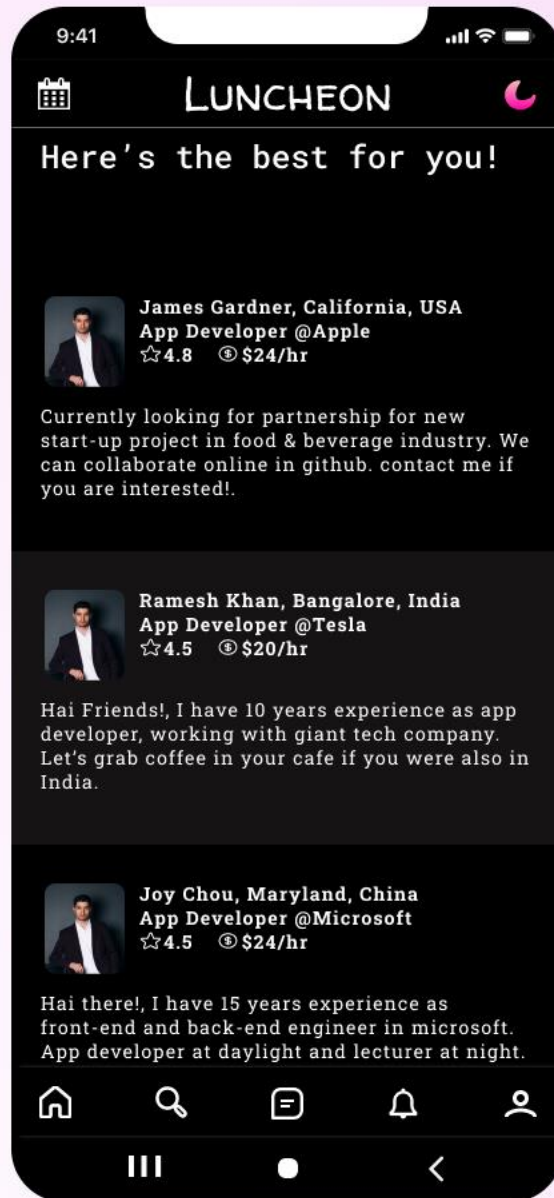 9:41
LUNCHEON
Here's the best for you!
James Gardner, California, USA
App Developer @Apple
4.8 $24/hr
Currently looking for partnership for new
start-up project in food & beverage industry. We
can collaborate online in github. contact me if
you are interested!.
Ramesh Khan, Bangalore, India
App Developer @Tesla
4.5 $20/hr
Hai Friends!, I have 10 years experience as app
developer, working with giant tech company.
Let's grab coffee in your cafe if you were also in
India.
Joy Chou, Maryland, China
App Developer @Microsoft
4.5 $24/hr
Hai there!, I have 15 years experience as
front-end and back-end engineer in microsoft.
App developer at daylight and lecturer at night.